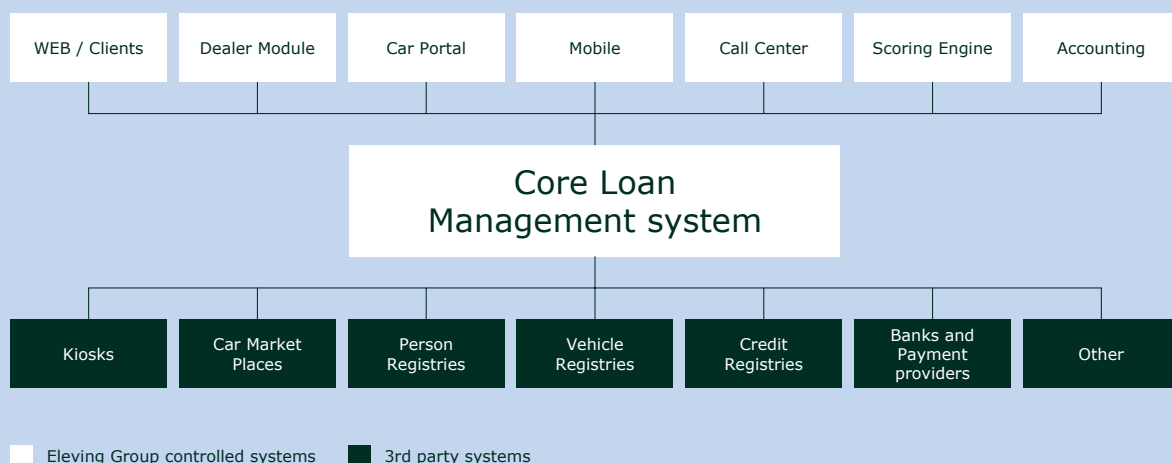 WEB / Clients
Dealer Module
Car Portal
Mobile
Call Center
Scoring Engine
Accounting
Core Loan
Management system
Kiosks
Car Market
Places
Person
Registries
Vehicle
Registries
Credit
Registries
Banks and
Payment
providers
Other
Eleving Group controlled systems
3rd party systems